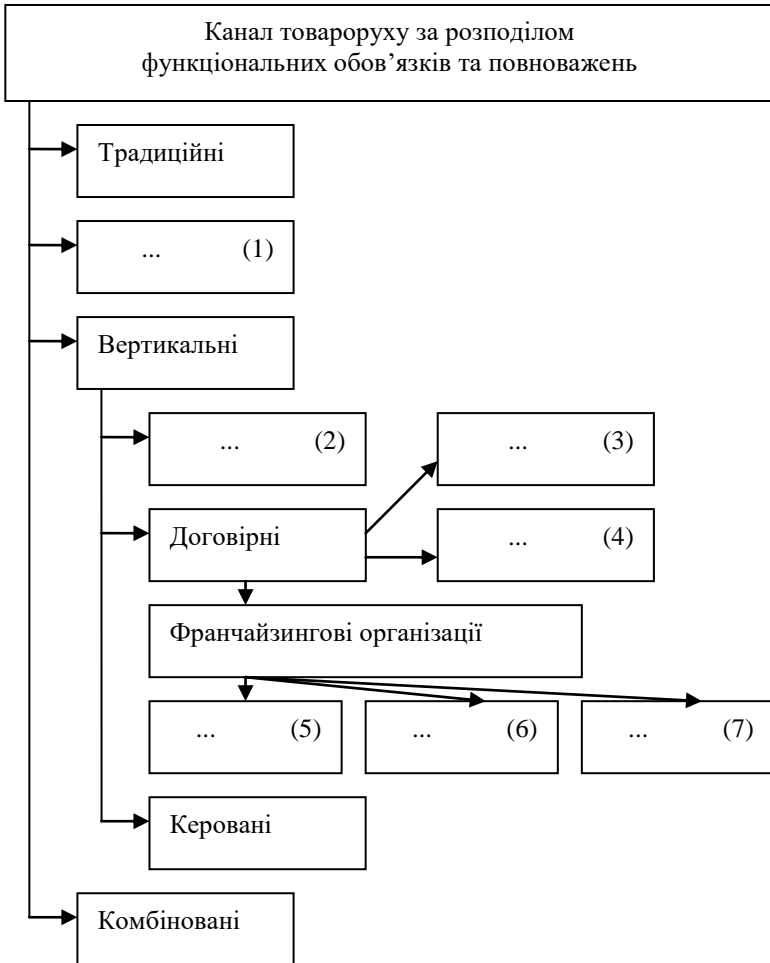 Канал товароруху за розподілом
функціональних обов’язків та повноважень
Традиційні
... (1)
Вертикальні
... (2)
... (3)
Договірні
... (4)
Франчайзингові організації
... (5)
... (6)
... (7)
Керовані
Комбіновані